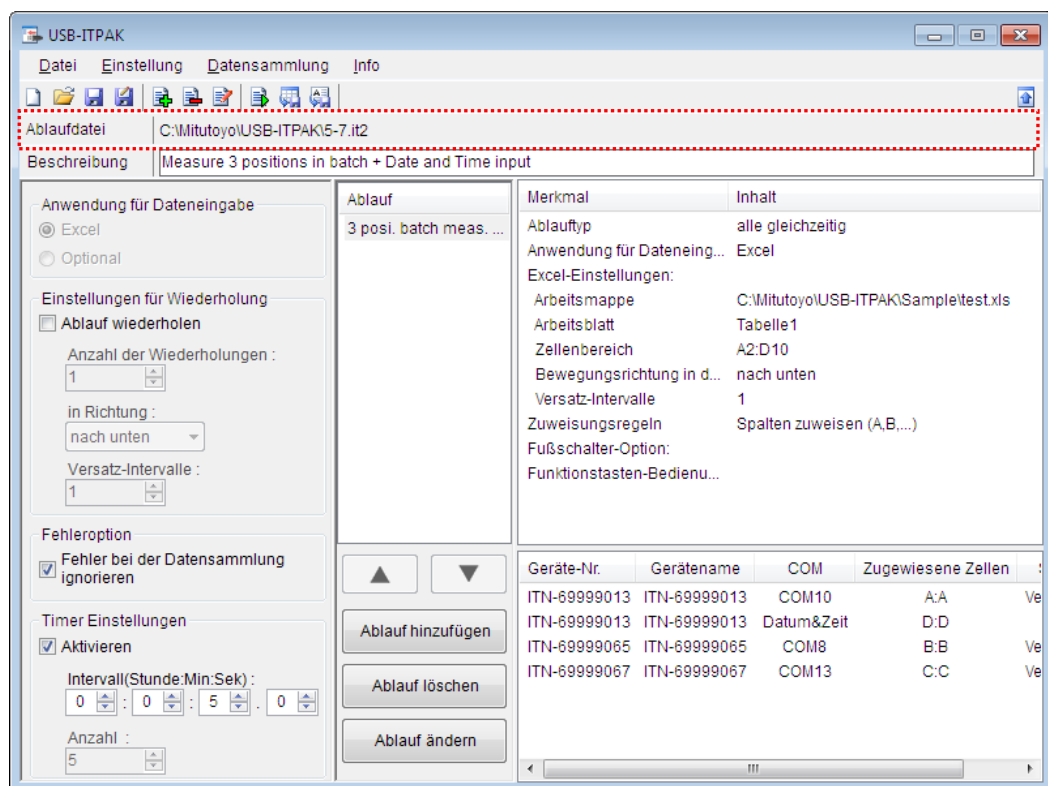 USB-ITPAK
Datei Einstellung Datensammlung Info
Ablaufdatei C:\Mitutoyo\USB-ITPAK\5-7.it2
Beschreibung Measure 3 positions in batch + Date and Time input
Anwendung für Dateneingabe
Excel
Optional
Einstellungen für Wiederholung
Ablauf wiederholen
Anzahl der Wiederholungen :
1
in Richtung :
nach unten
Versatz-Intervalle :
1
Fehleroption
Fehler bei der Datensammlung
ignorieren
Timer Einstellungen
Aktivieren
Intervall(Stunde:Min:Sek) :
0 : 0 : 5 . 0
Anzahl :
5
Ablauf
3 posi. batch meas. ...
Ablauf hinzufügen
Ablauf löschen
Ablauf ändern
Merkmal Inhalt
Ablauftyp alle gleichzeitig
Anwendung für Dateneing... Excel
Excel-Einstellungen:
Arbeitsmappe C:\Mitutoyo\USB-ITPAK\Sample\test.xls
Arbeitsblatt Tabelle1
Zellenbereich A2:D10
Bewegungsrichtung in d... nach unten
Versatz-Intervalle 1
Zuweisungsregeln Spalten zuweisen (A,B,...)
Fußschalter-Option:
Funktionstasten-Bedienu...
Geräte-Nr. Gerätename COM Zugewiesene Zellen
ITN-69999013 ITN-69999013 COM10 A:A Ve
ITN-69999013 ITN-69999013 Datum&Zeit D:D
ITN-69999065 ITN-69999065 COM8 B:B Ve
ITN-69999067 ITN-69999067 COM13 C:C Ve